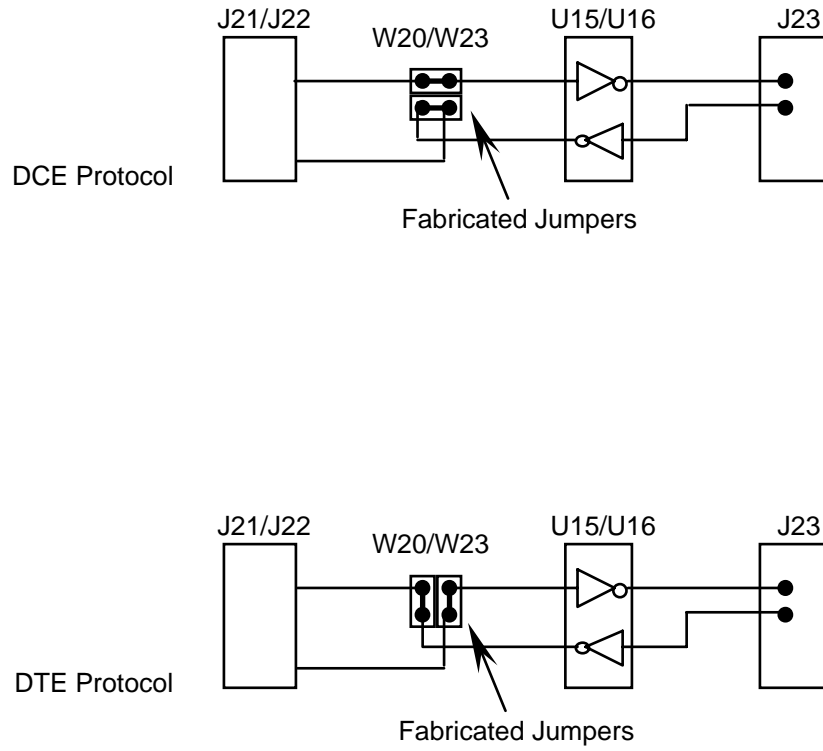 J21/J22
W20/W23
U15/U16
J23
DCE Protocol
Fabricated Jumpers
J21/J22
W20/W23
U15/U16
J23
DTE Protocol
Fabricated Jumpers